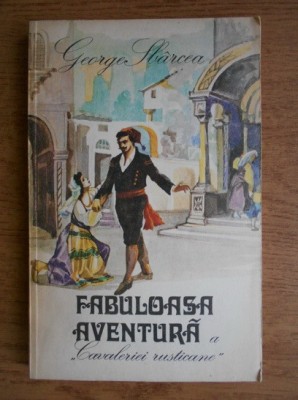 George Sbârcea
FABULOASA
AVENTURĂ a
„Cavaleriei rusticane"